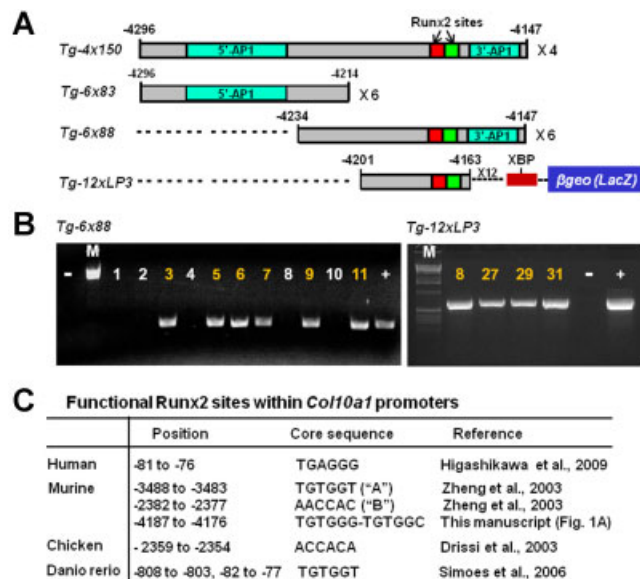 A
Runx2 sites
-4296 -4147
Tg-4x150 5'-AP1 3'-AP1 X 4
-4296 -4214
Tg-6x83 5'-AP1 X 6
-4234 -4147
Tg-6x88 3'-AP1 X 6
-4201 -4163 XBP
Tg-12xLP3 X12 βgeo (LacZ)
B
Tg-6x88
- M 1 2 3 4 5 6 7 8 9 10 11 +
Tg-12xLP3
M 8 27 29 31 - +
C Functional Runx2 sites within Col10a1 promoters
Position Core sequence Reference
Human -81 to -76 TGAGGG Higashikawa et al., 2009
Murine -3488 to -3483 TGTGGT ("A") Zheng et al., 2003
-2382 to -2377 AACCAC ("B") Zheng et al., 2003
-4187 to -4176 TGTGGG-TGTGGC This manuscript (Fig. 1A)
Chicken - 2359 to -2354 ACCACA Drissi et al., 2003
Danio rerio -808 to -803, -82 to -77 TGTGGT Simoes et al., 2006